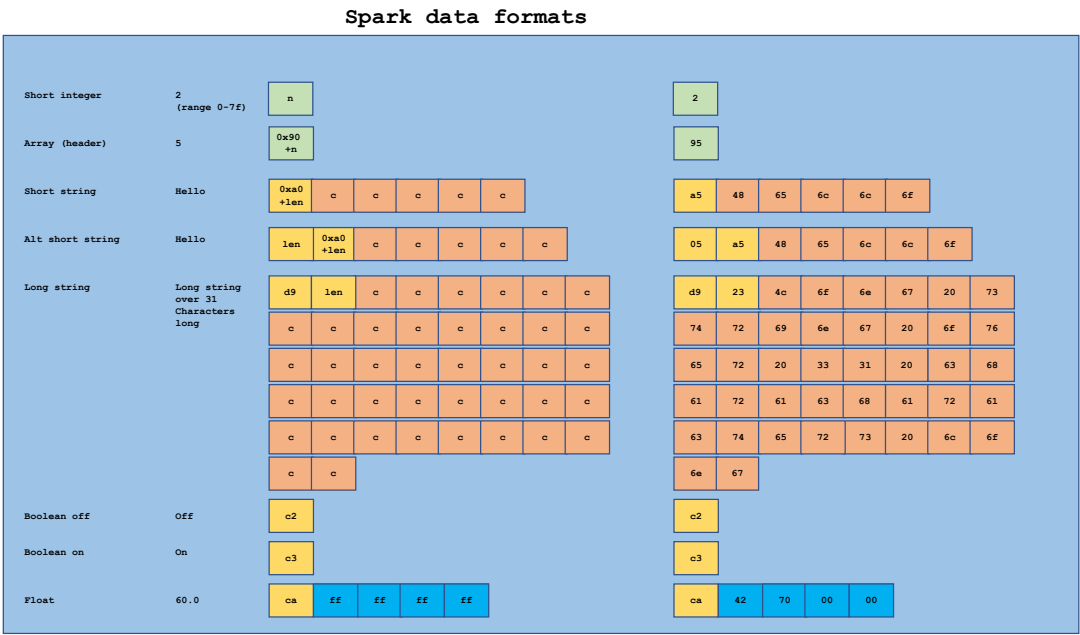 Spark data formats
Short integer 2 n 2
(range 0-7f)
Array (header) 5 0x90 +n 95
Short string Hello 0xa0 +len c c c c c a5 48 65 6c 6c 6f
Alt short string Hello len 0xa0 +len c c c c c 05 a5 48 65 6c 6c 6f
Long string Long string d9 len c c c c c c d9 23 4c 6f 6e 67 20 73
over 31
Characters
long c c c c c c c c 74 72 69 6e 67 20 6f 76
c c c c c c c c 65 72 20 33 31 20 63 68
c c c c c c c c 61 72 61 63 68 61 72 61
c c c c c c c c 63 74 65 72 73 20 6c 6f
c c 6e 67
Boolean off Off c2 c2
Boolean on On c3 c3
Float 60.0 ca ff ff ff ff ca 42 70 00 00